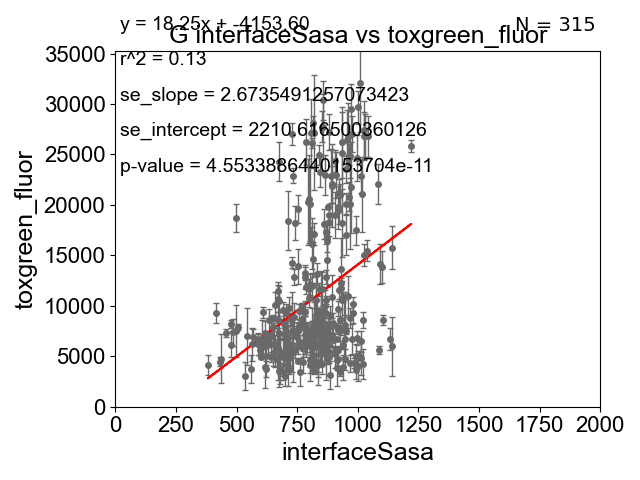 y = 18.25x + -4153.60
N = 315
G interfaceSasa vs toxgreen_fluor
r^2 = 0.13
se_slope = 2.6735491257073423
se_intercept = 2210.616500360126
p-value = 4.5533886440153704e-11
35000
30000
25000
20000
15000
10000
5000
0
toxgreen_fluor
0 250 500 750 1000 1250 1500 1750 2000
interfaceSasa